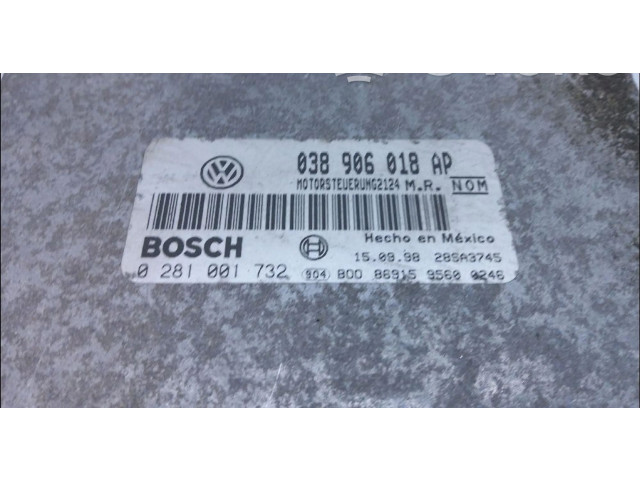 038 906 018 AP
MOTORSTEUERUNG2124 M.R. NOM
BOSCH
Hecho en México
15.09.98 28SA3745
0 281 001 732 904 800 86915 9560 0246